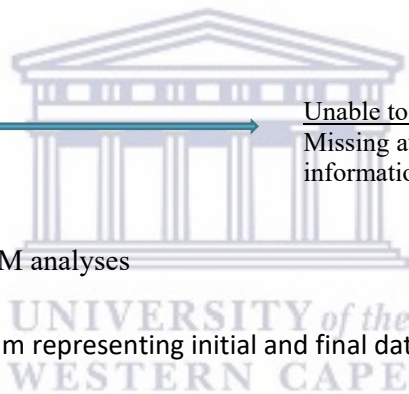 Unable to
Missing
informatio
M analyses
UNIVERSITY of the
m representing initial and final dat
WESTERN CAPE